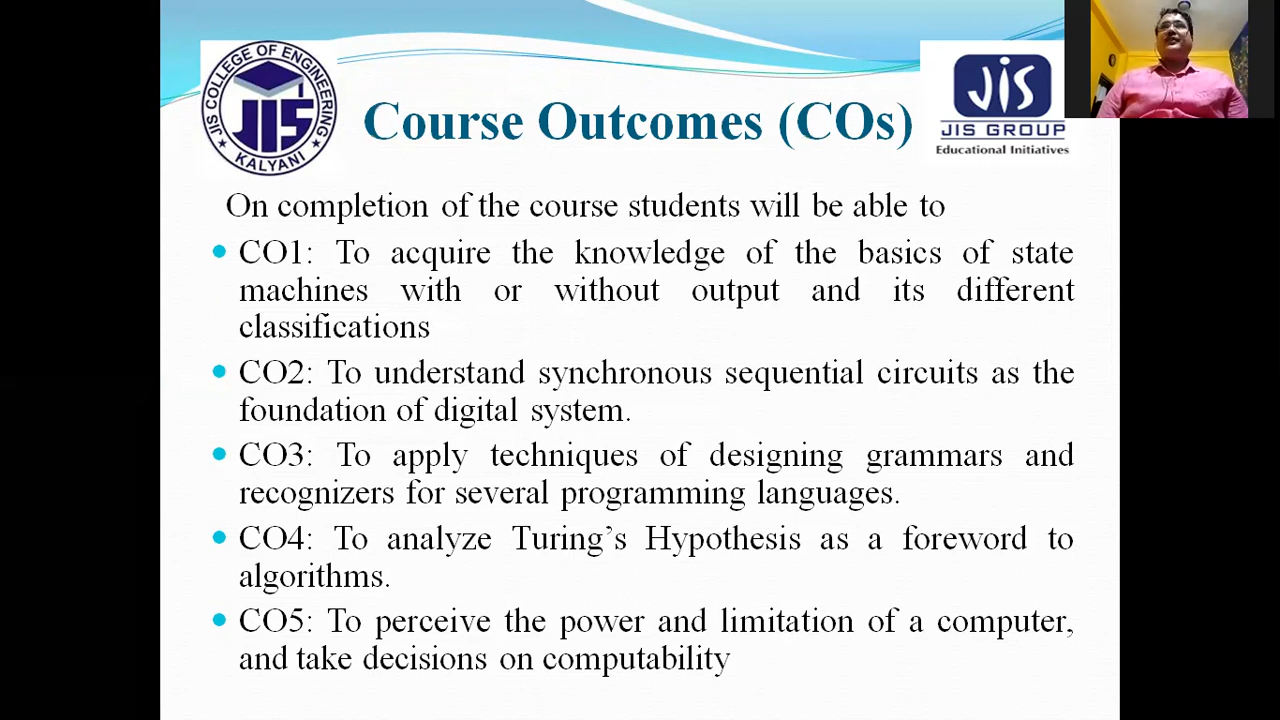 JIS COLLEGE OF ENGINEERING
JIS
KALYANI
Course Outcomes (COs)
JIS
JIS GROUP
Educational Initiatives
On completion of the course students will be able to
CO1: To acquire the knowledge of the basics of state
machines with or without output and its different
classifications
CO2: To understand synchronous sequential circuits as the
foundation of digital system.
CO3: To apply techniques of designing grammars and
recognizers for several programming languages.
CO4: To analyze Turing’s Hypothesis as a foreword to
algorithms.
CO5: To perceive the power and limitation of a computer,
and take decisions on computability